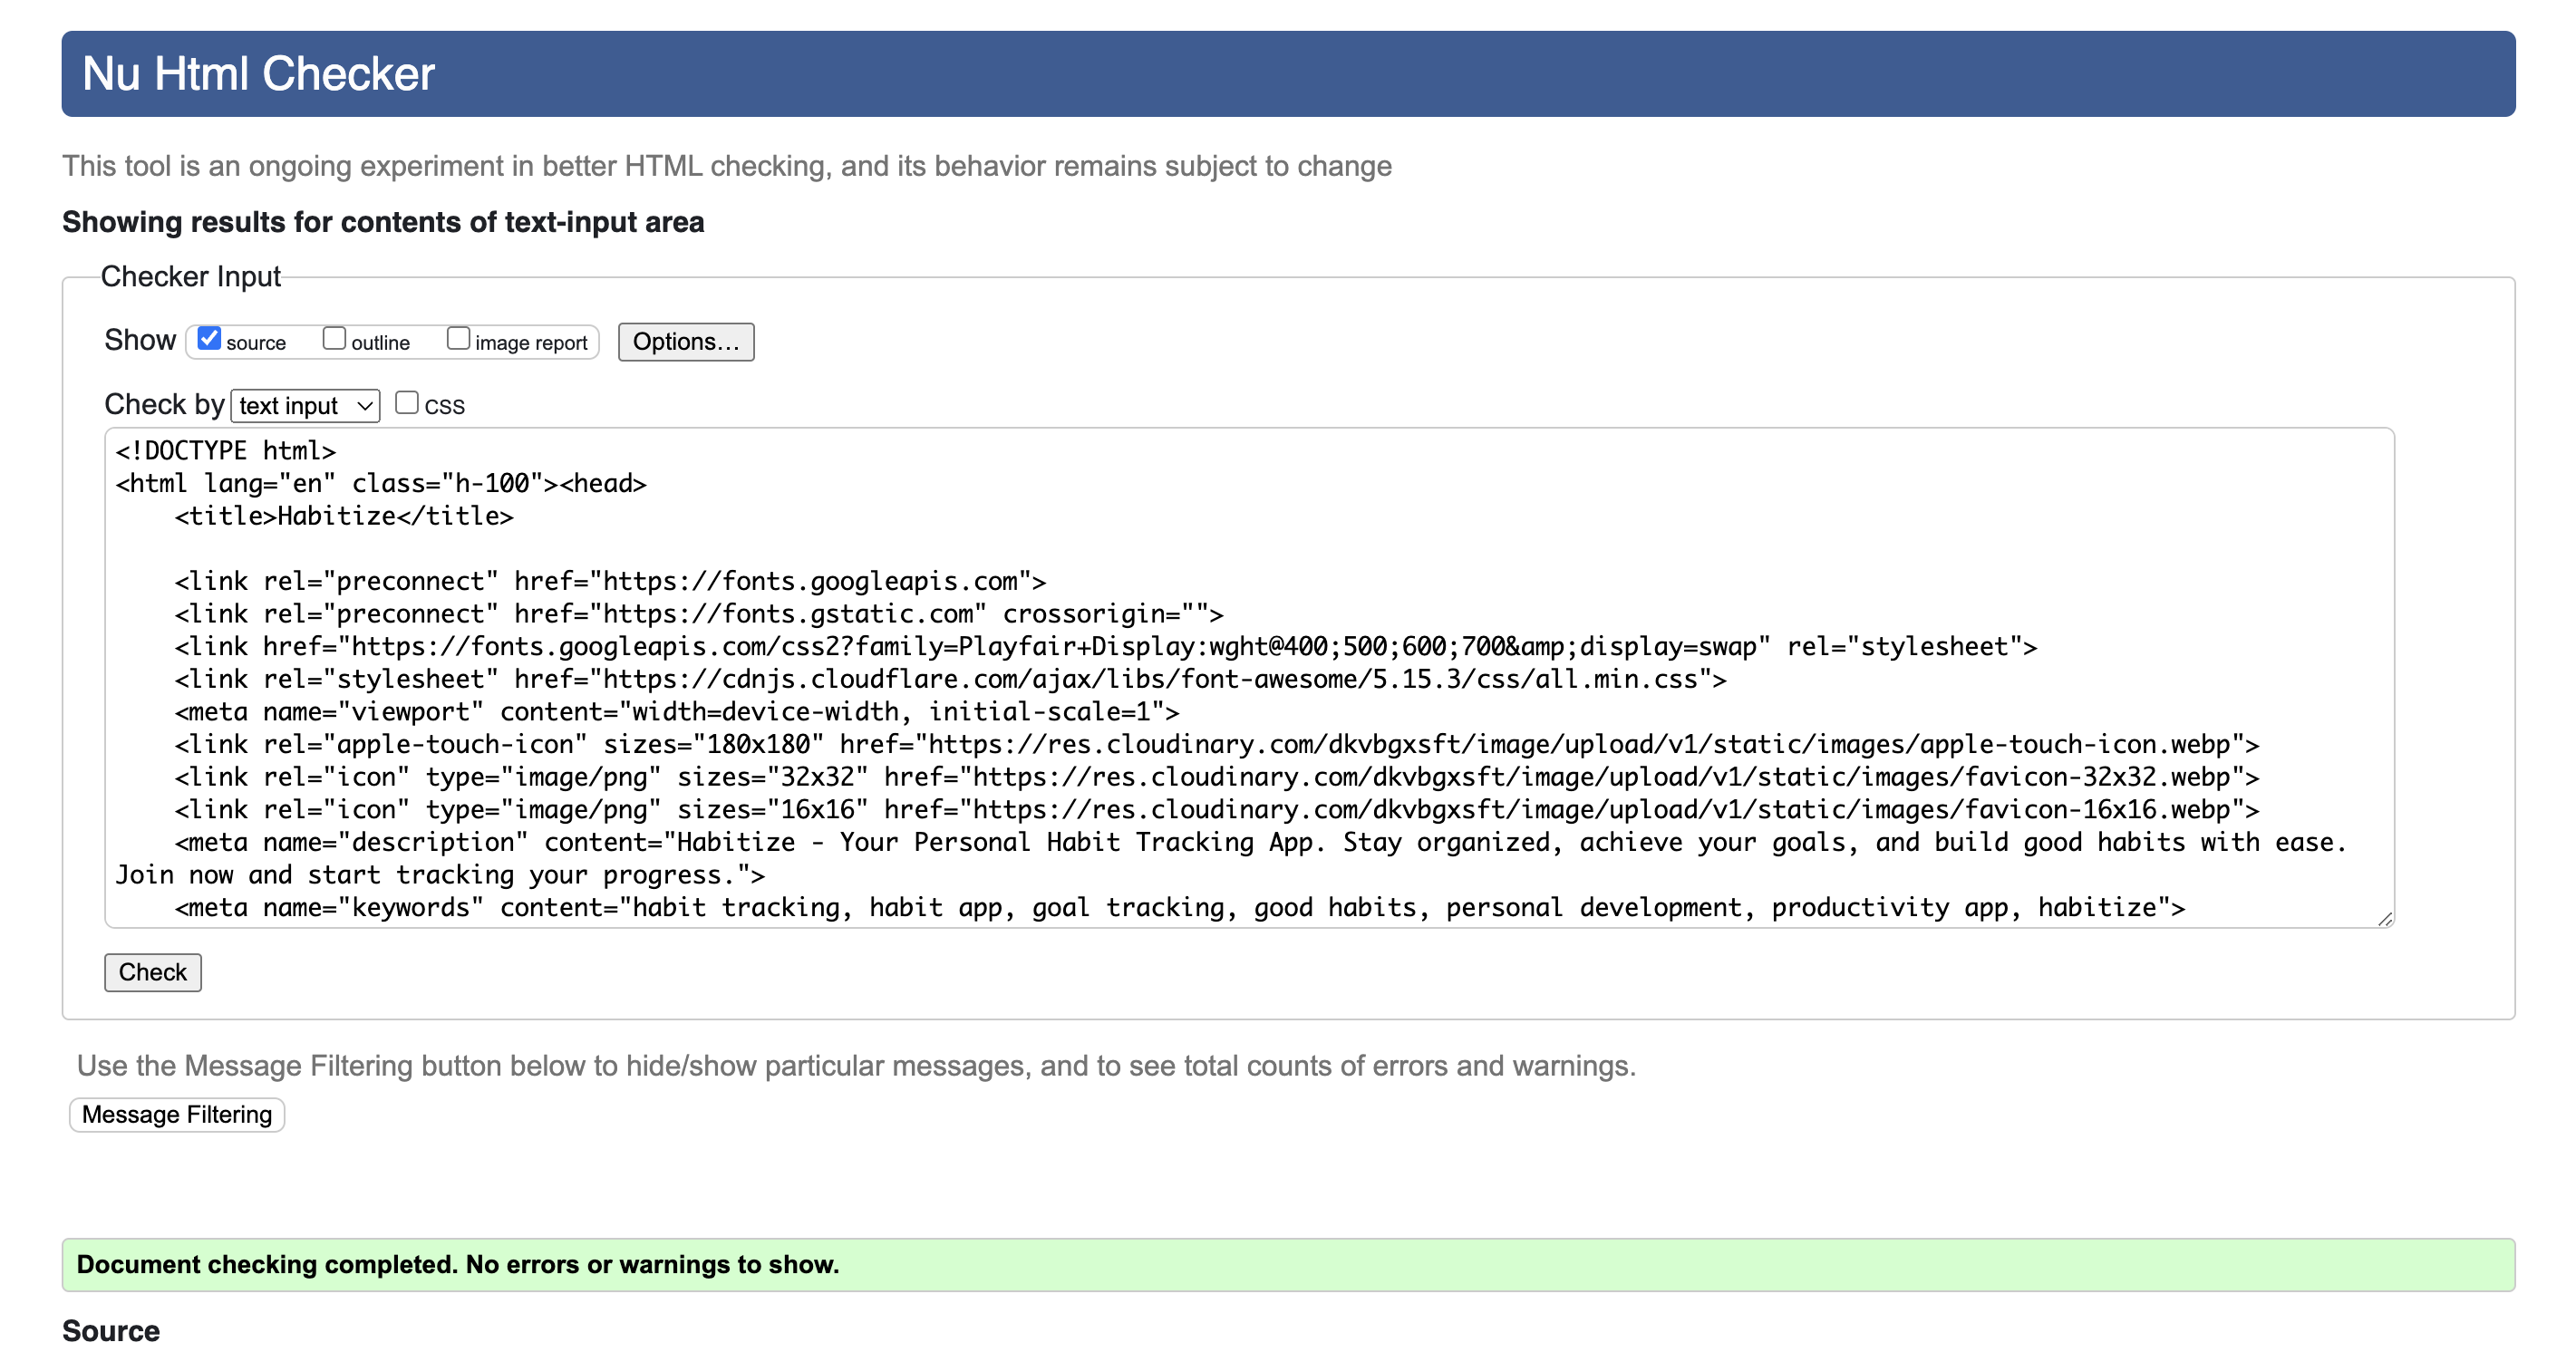 Nu Html Checker
This tool is an ongoing experiment in better HTML checking, and its behavior remains subject to change
Showing results for contents of text-input area
Checker Input
Show source outline image report Options...
Check by text input CSS
<!DOCTYPE html>
<html lang="en" class="h-100"><head>
    <title>Habitize</title>
    <link rel="preconnect" href="https://fonts.googleapis.com">
    <link rel="preconnect" href="https://fonts.gstatic.com" crossorigin="">
    <link href="https://fonts.googleapis.com/css2?family=Playfair+Display:wght@400;500;600;700&amp;display=swap" rel="stylesheet">
    <link rel="stylesheet" href="https://cdnjs.cloudflare.com/ajax/libs/font-awesome/5.15.3/css/all.min.css">
    <meta name="viewport" content="width=device-width, initial-scale=1">
    <link rel="apple-touch-icon" sizes="180x180" href="https://res.cloudinary.com/dkvbgxsft/image/upload/v1/static/images/apple-touch-icon.webp">
    <link rel="icon" type="image/png" sizes="32x32" href="https://res.cloudinary.com/dkvbgxsft/image/upload/v1/static/images/favicon-32x32.webp">
    <link rel="icon" type="image/png" sizes="16x16" href="https://res.cloudinary.com/dkvbgxsft/image/upload/v1/static/images/favicon-16x16.webp">
    <meta name="description" content="Habitize - Your Personal Habit Tracking App. Stay organized, achieve your goals, and build good habits with ease.
Join now and start tracking your progress.">
    <meta name="keywords" content="habit tracking, habit app, goal tracking, good habits, personal development, productivity app, habitize">
Check
Use the Message Filtering button below to hide/show particular messages, and to see total counts of errors and warnings.
Message Filtering
Document checking completed. No errors or warnings to show.
Source